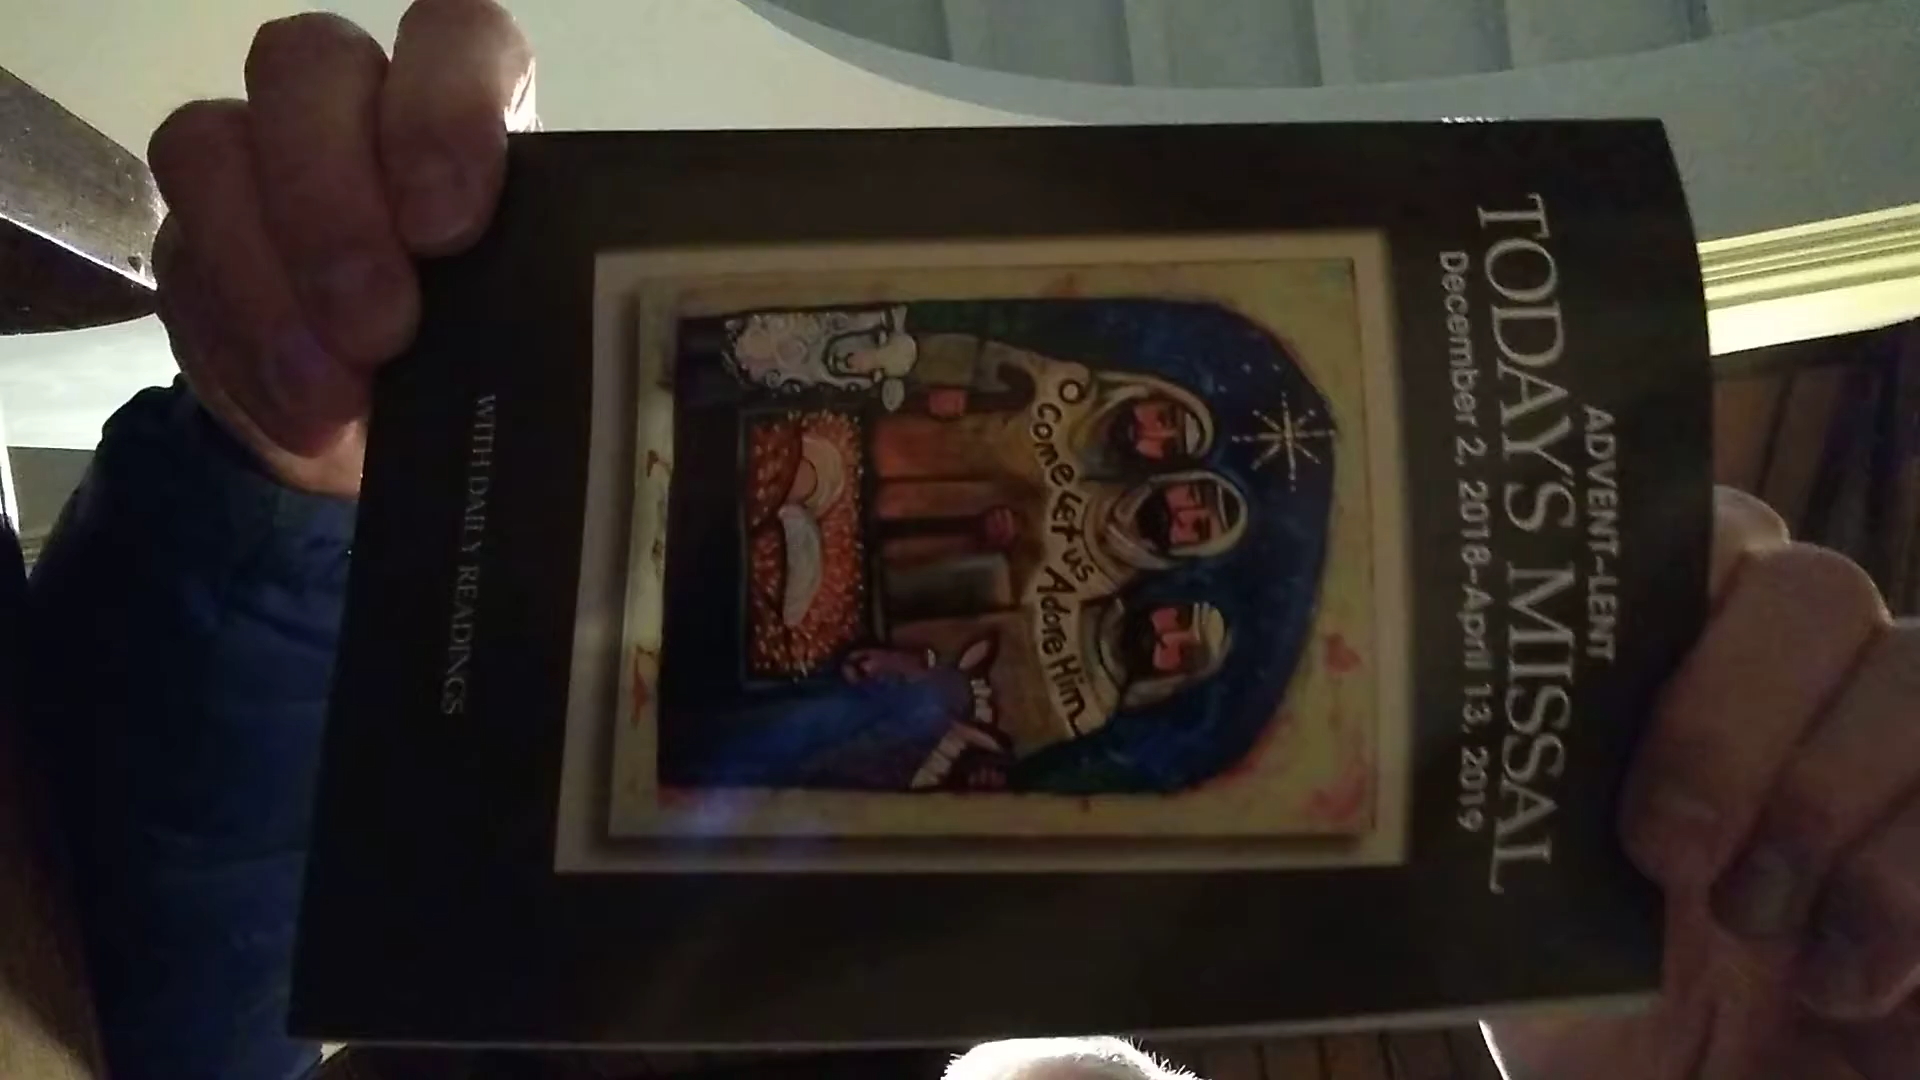 ADVENT–LENT
TODAY'S MISSAL
December 2, 2018–April 13, 2019
O Come Let us Adore Him
WITH DAILY READINGS